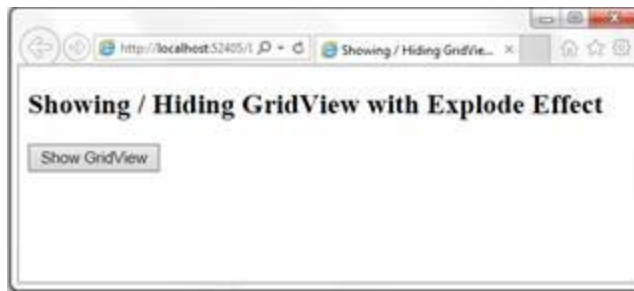 http://localhost:52405/
Showing / Hiding GridVie... ×
Showing / Hiding GridView with Explode Effect
Show GridView